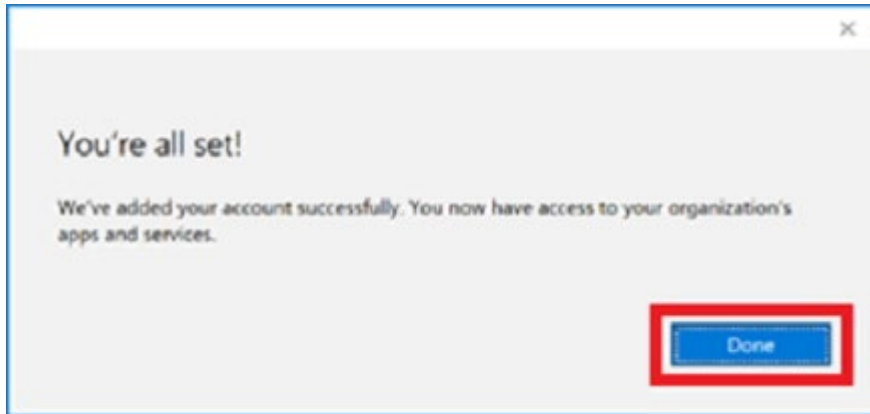 You're all set!
We've added your account successfully. You now have access to your organization's
apps and services.
Done